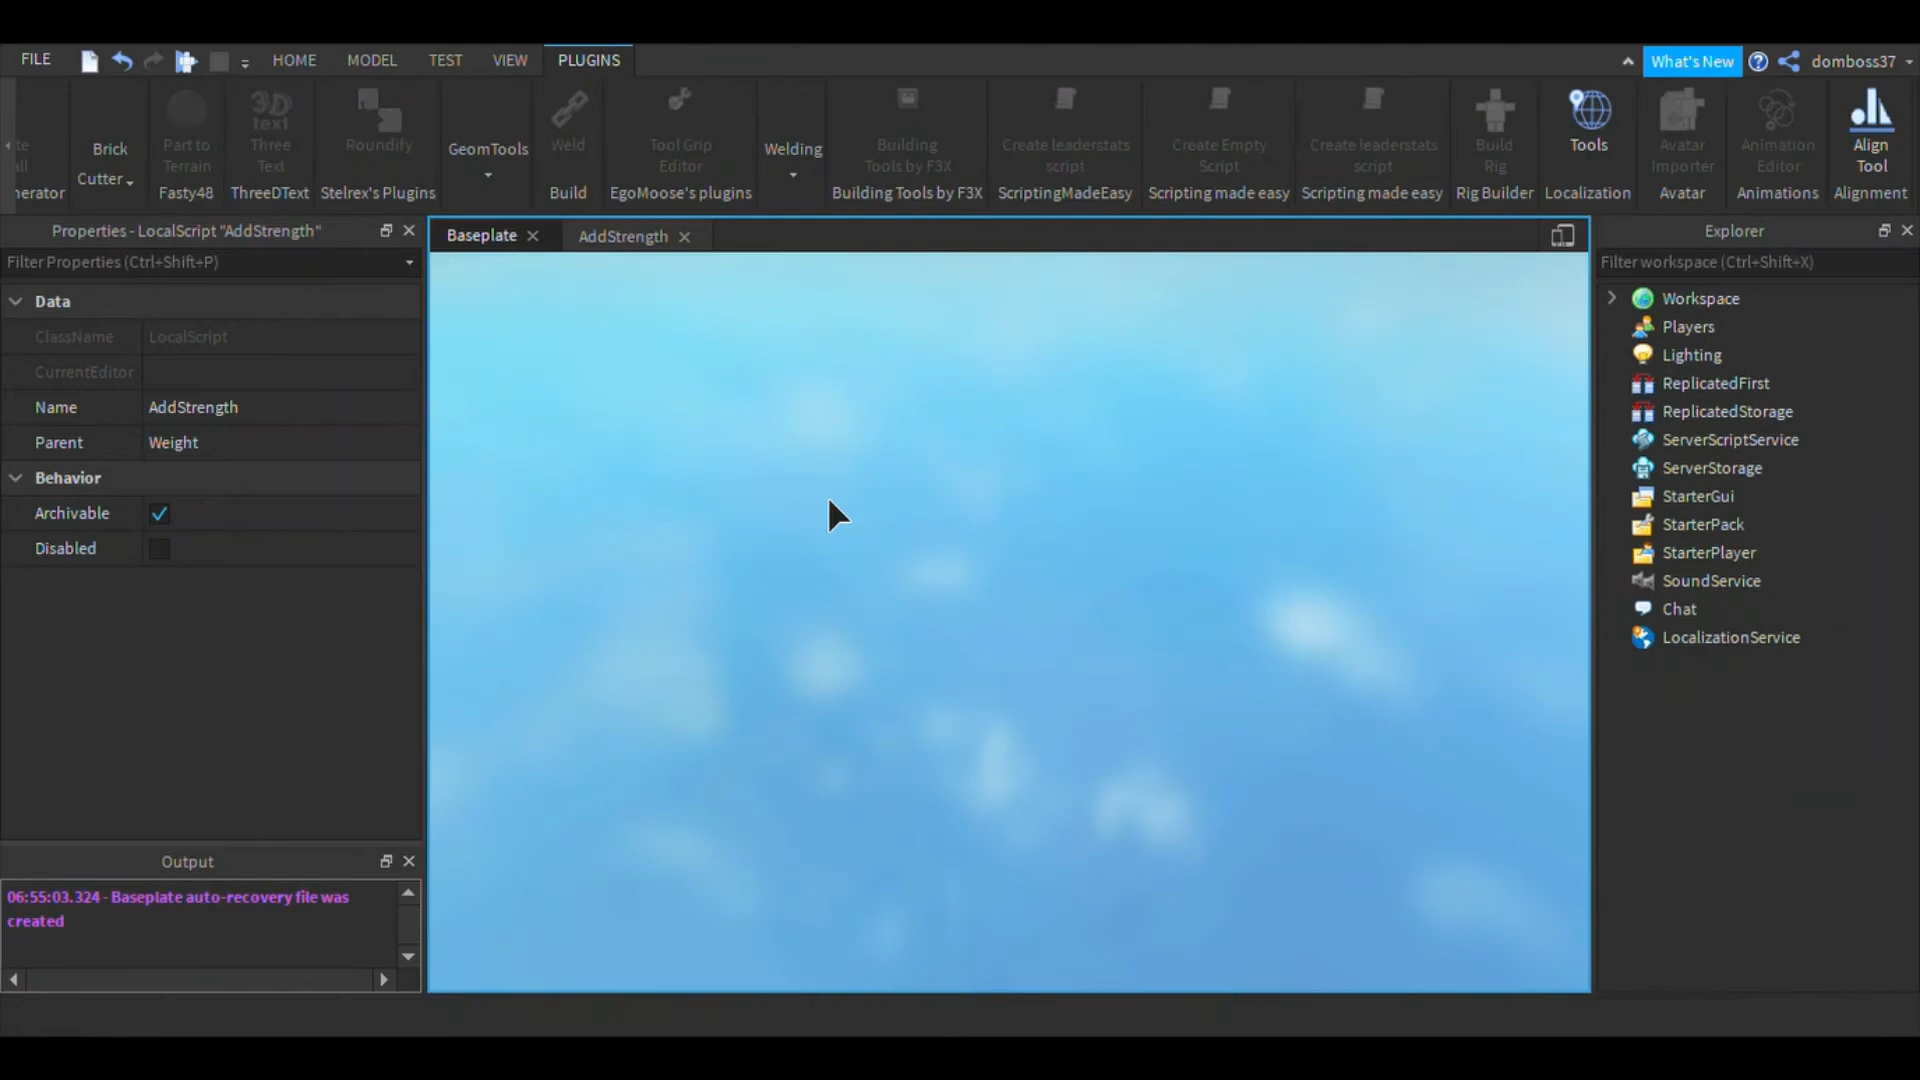 FILE HOME MODEL TEST VIEW PLUGINS What's New domboss37
te
all
nerator
Brick
Cutter
Part to
Terrain
Fasty48
3D
text
Three
Text
ThreeDText
Roundify
Stelrex's Plugins
GeomTools
Weld
Build
Tool Grip
Editor
EgoMoose's plugins
Welding
Building
Tools by F3X
Building Tools by F3X
Create leaderstats
script
ScriptingMadeEasy
Create Empty
Script
Scripting made easy
Create leaderstats
script
Scripting made easy
Build
Rig
Rig Builder
Tools
Localization
Avatar
Importer
Avatar
Animation
Editor
Animations
Align
Tool
Alignment
Properties - LocalScript "AddStrength"
Filter Properties (Ctrl+Shift+P)
Data
ClassName LocalScript
CurrentEditor
Name AddStrength
Parent Weight
Behavior
Archivable
Disabled
Output
06:55:03.324 - Baseplate auto-recovery file was
created
Baseplate AddStrength
Explorer
Filter workspace (Ctrl+Shift+X)
Workspace
Players
Lighting
ReplicatedFirst
ReplicatedStorage
ServerScriptService
ServerStorage
StarterGui
StarterPack
StarterPlayer
SoundService
Chat
LocalizationService